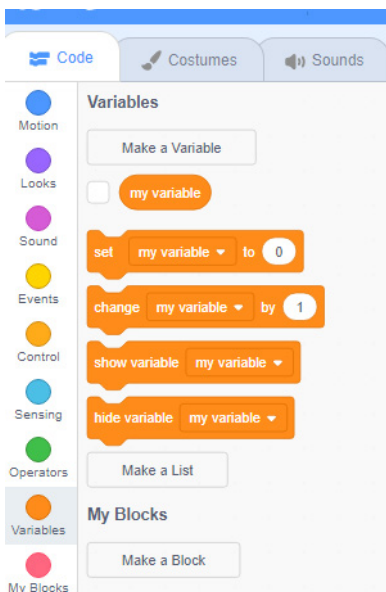 Code Costumes Sounds
Motion
Looks
Sound
Events
Control
Sensing
Operators
Variables
My Blocks
Variables
Make a Variable
my variable
set my variable to 0
change my variable by 1
show variable my variable
hide variable my variable
Make a List
My Blocks
Make a Block